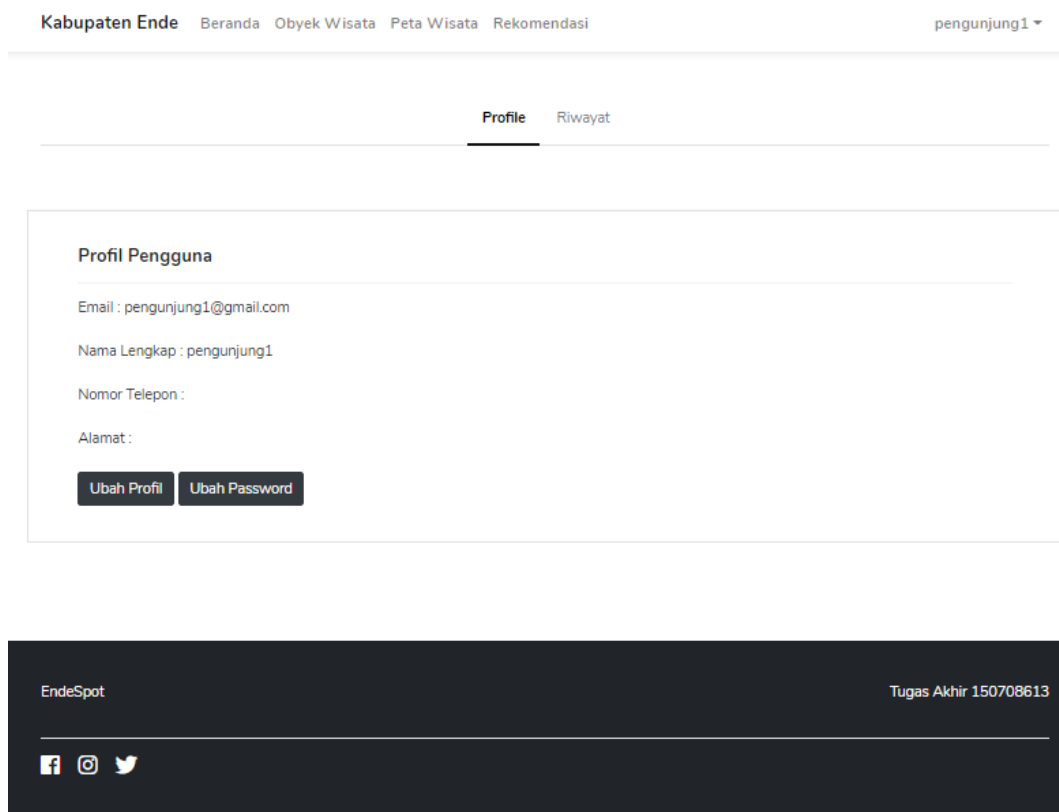 Kabupaten Ende Beranda Obyek Wisata Peta Wisata Rekomendasi pengunjung1
Profile Riwayat
Profil Pengguna
Email : pengunjung1@gmail.com
Nama Lengkap : pengunjung1
Nomor Telepon :
Alamat :
Ubah Profil Ubah Password
EndeSpot Tugas Akhir 150708613